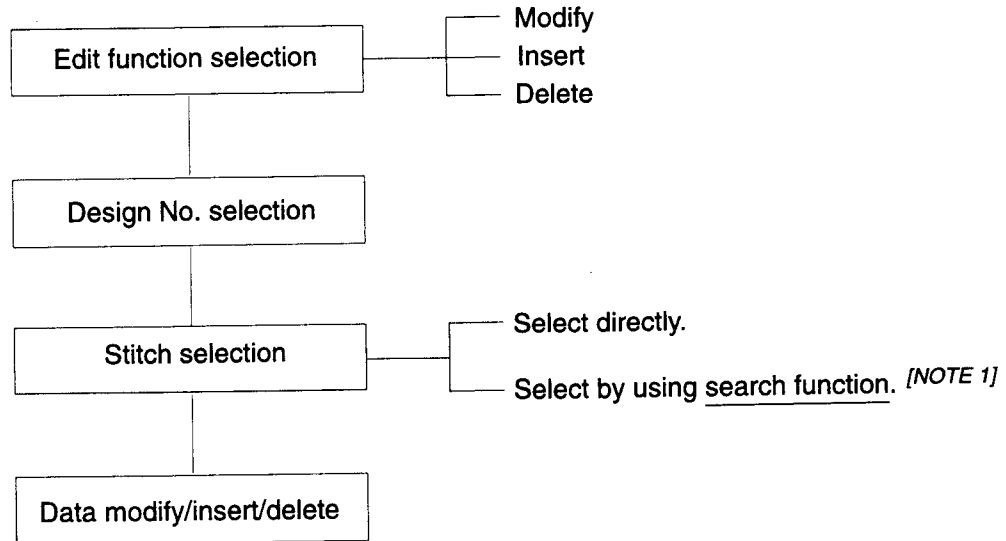 Edit function selection
Modify
Insert
Delete
Design No. selection
Stitch selection
Select directly.
Select by using search function. [NOTE 1]
Data modify/insert/delete